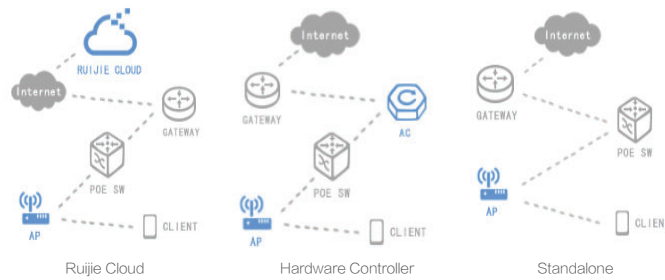 RUIJIE CLOUD
Internet
GATEWAY
POE SW
AP
CLIENT
Ruijie Cloud
Internet
GATEWAY
AC
POE SW
AP
CLIENT
Hardware Controller
Internet
GATEWAY
POE SW
AP
CLIENT
Standalone